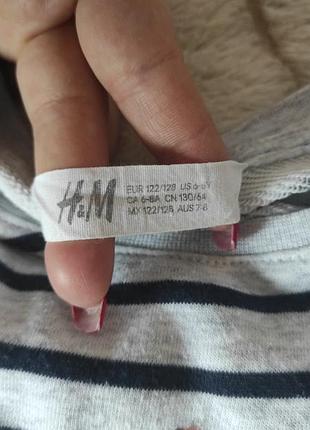 H&M
EUR 122/128 US 6-8Y
CA 6-8A CN 130/64
MX 122/128 AUS 7-8